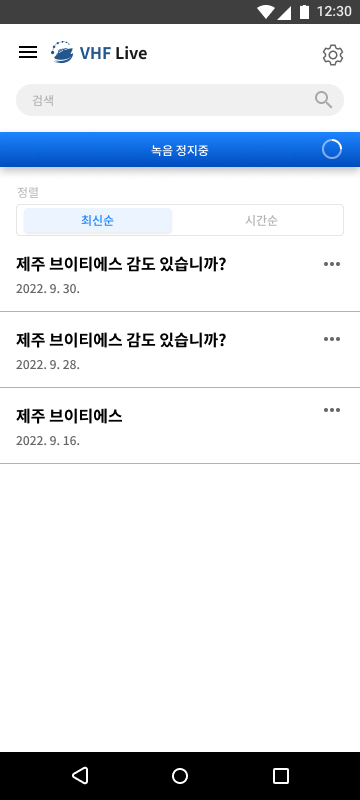 12:30
VHF Live
검색
녹음 정지중
정렬
최신순
시간순
제주 브이티에스 감도 있습니까?
2022. 9. 30.
제주 브이티에스 감도 있습니까?
2022. 9. 28.
제주 브이티에스
2022. 9. 16.